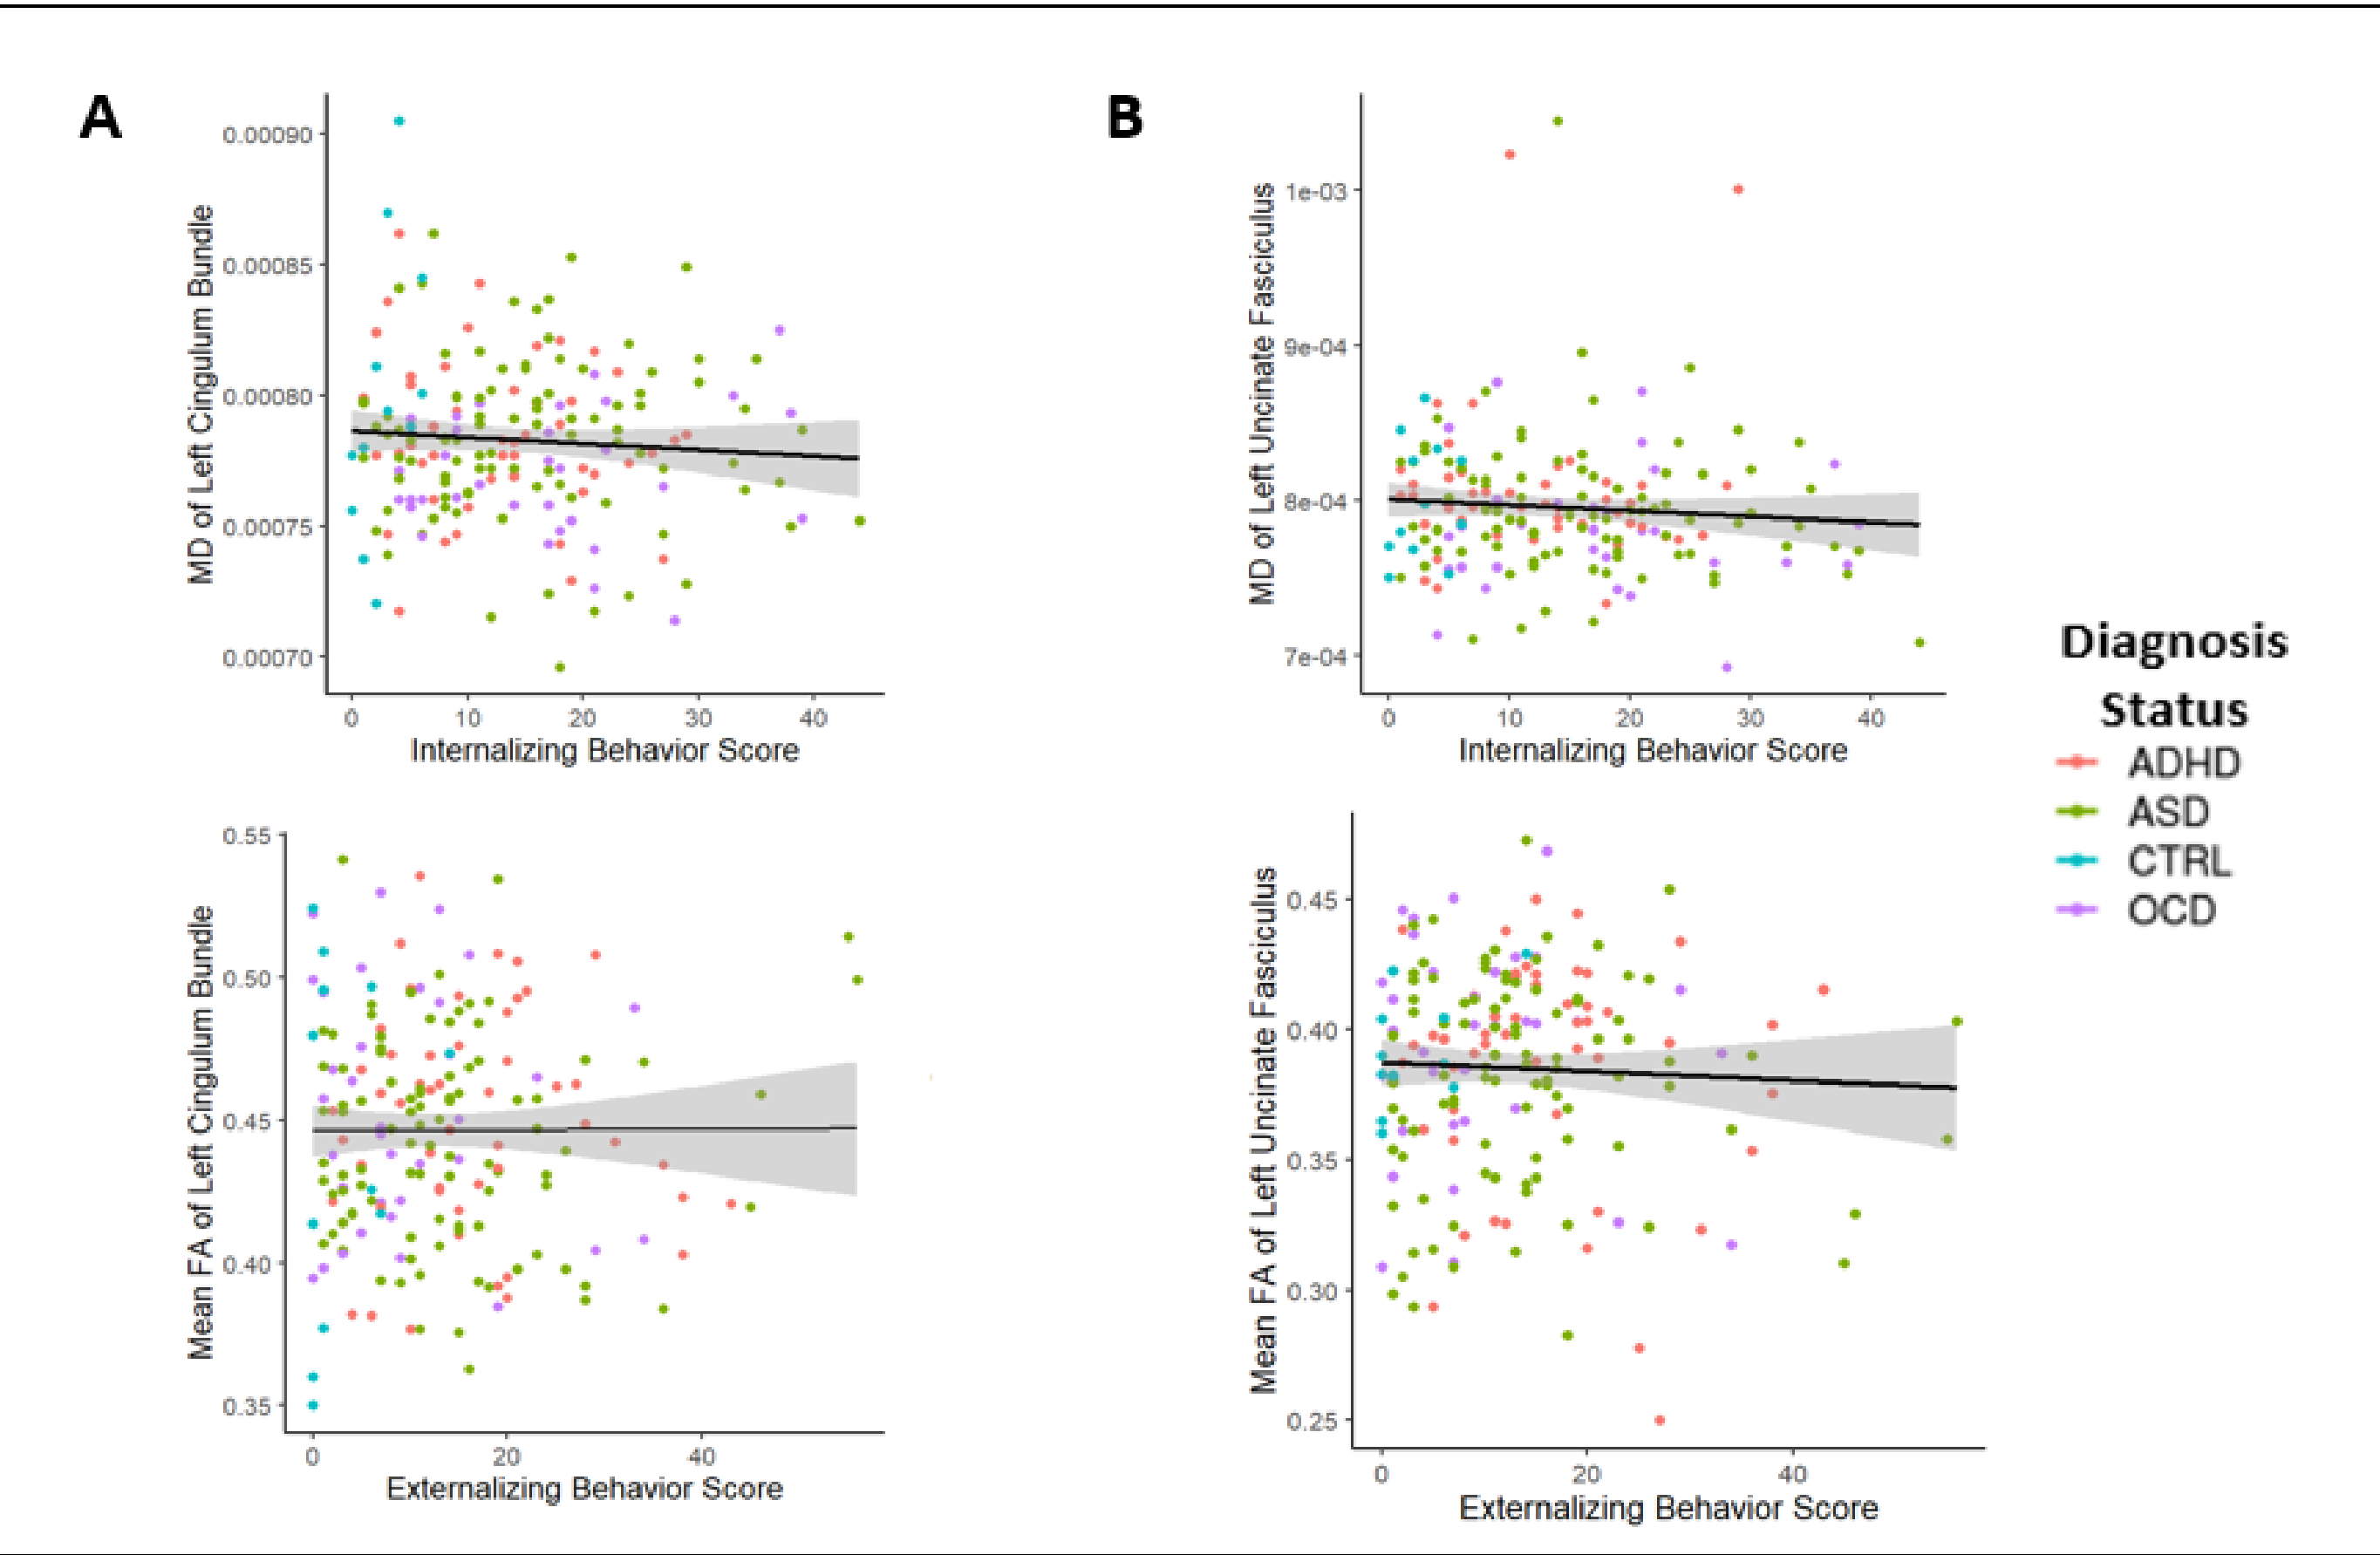 A
MD of Left Cingulum Bundle
0.00090
0.00085
0.00080
0.00075
0.00070
0 10 20 30 40
Internalizing Behavior Score
B
MD of Left Uncinate Fasciculus
1e-03
9e-04
8e-04
7e-04
0 10 20 30 40
Internalizing Behavior Score
Mean FA of Left Cingulum Bundle
0.55
0.50
0.45
0.40
0.35
0 20 40
Externalizing Behavior Score
Mean FA of Left Uncinate Fasciculus
0.45
0.40
0.35
0.30
0.25
0 20 40
Externalizing Behavior Score
Diagnosis
Status
ADHD
ASD
CTRL
OCD